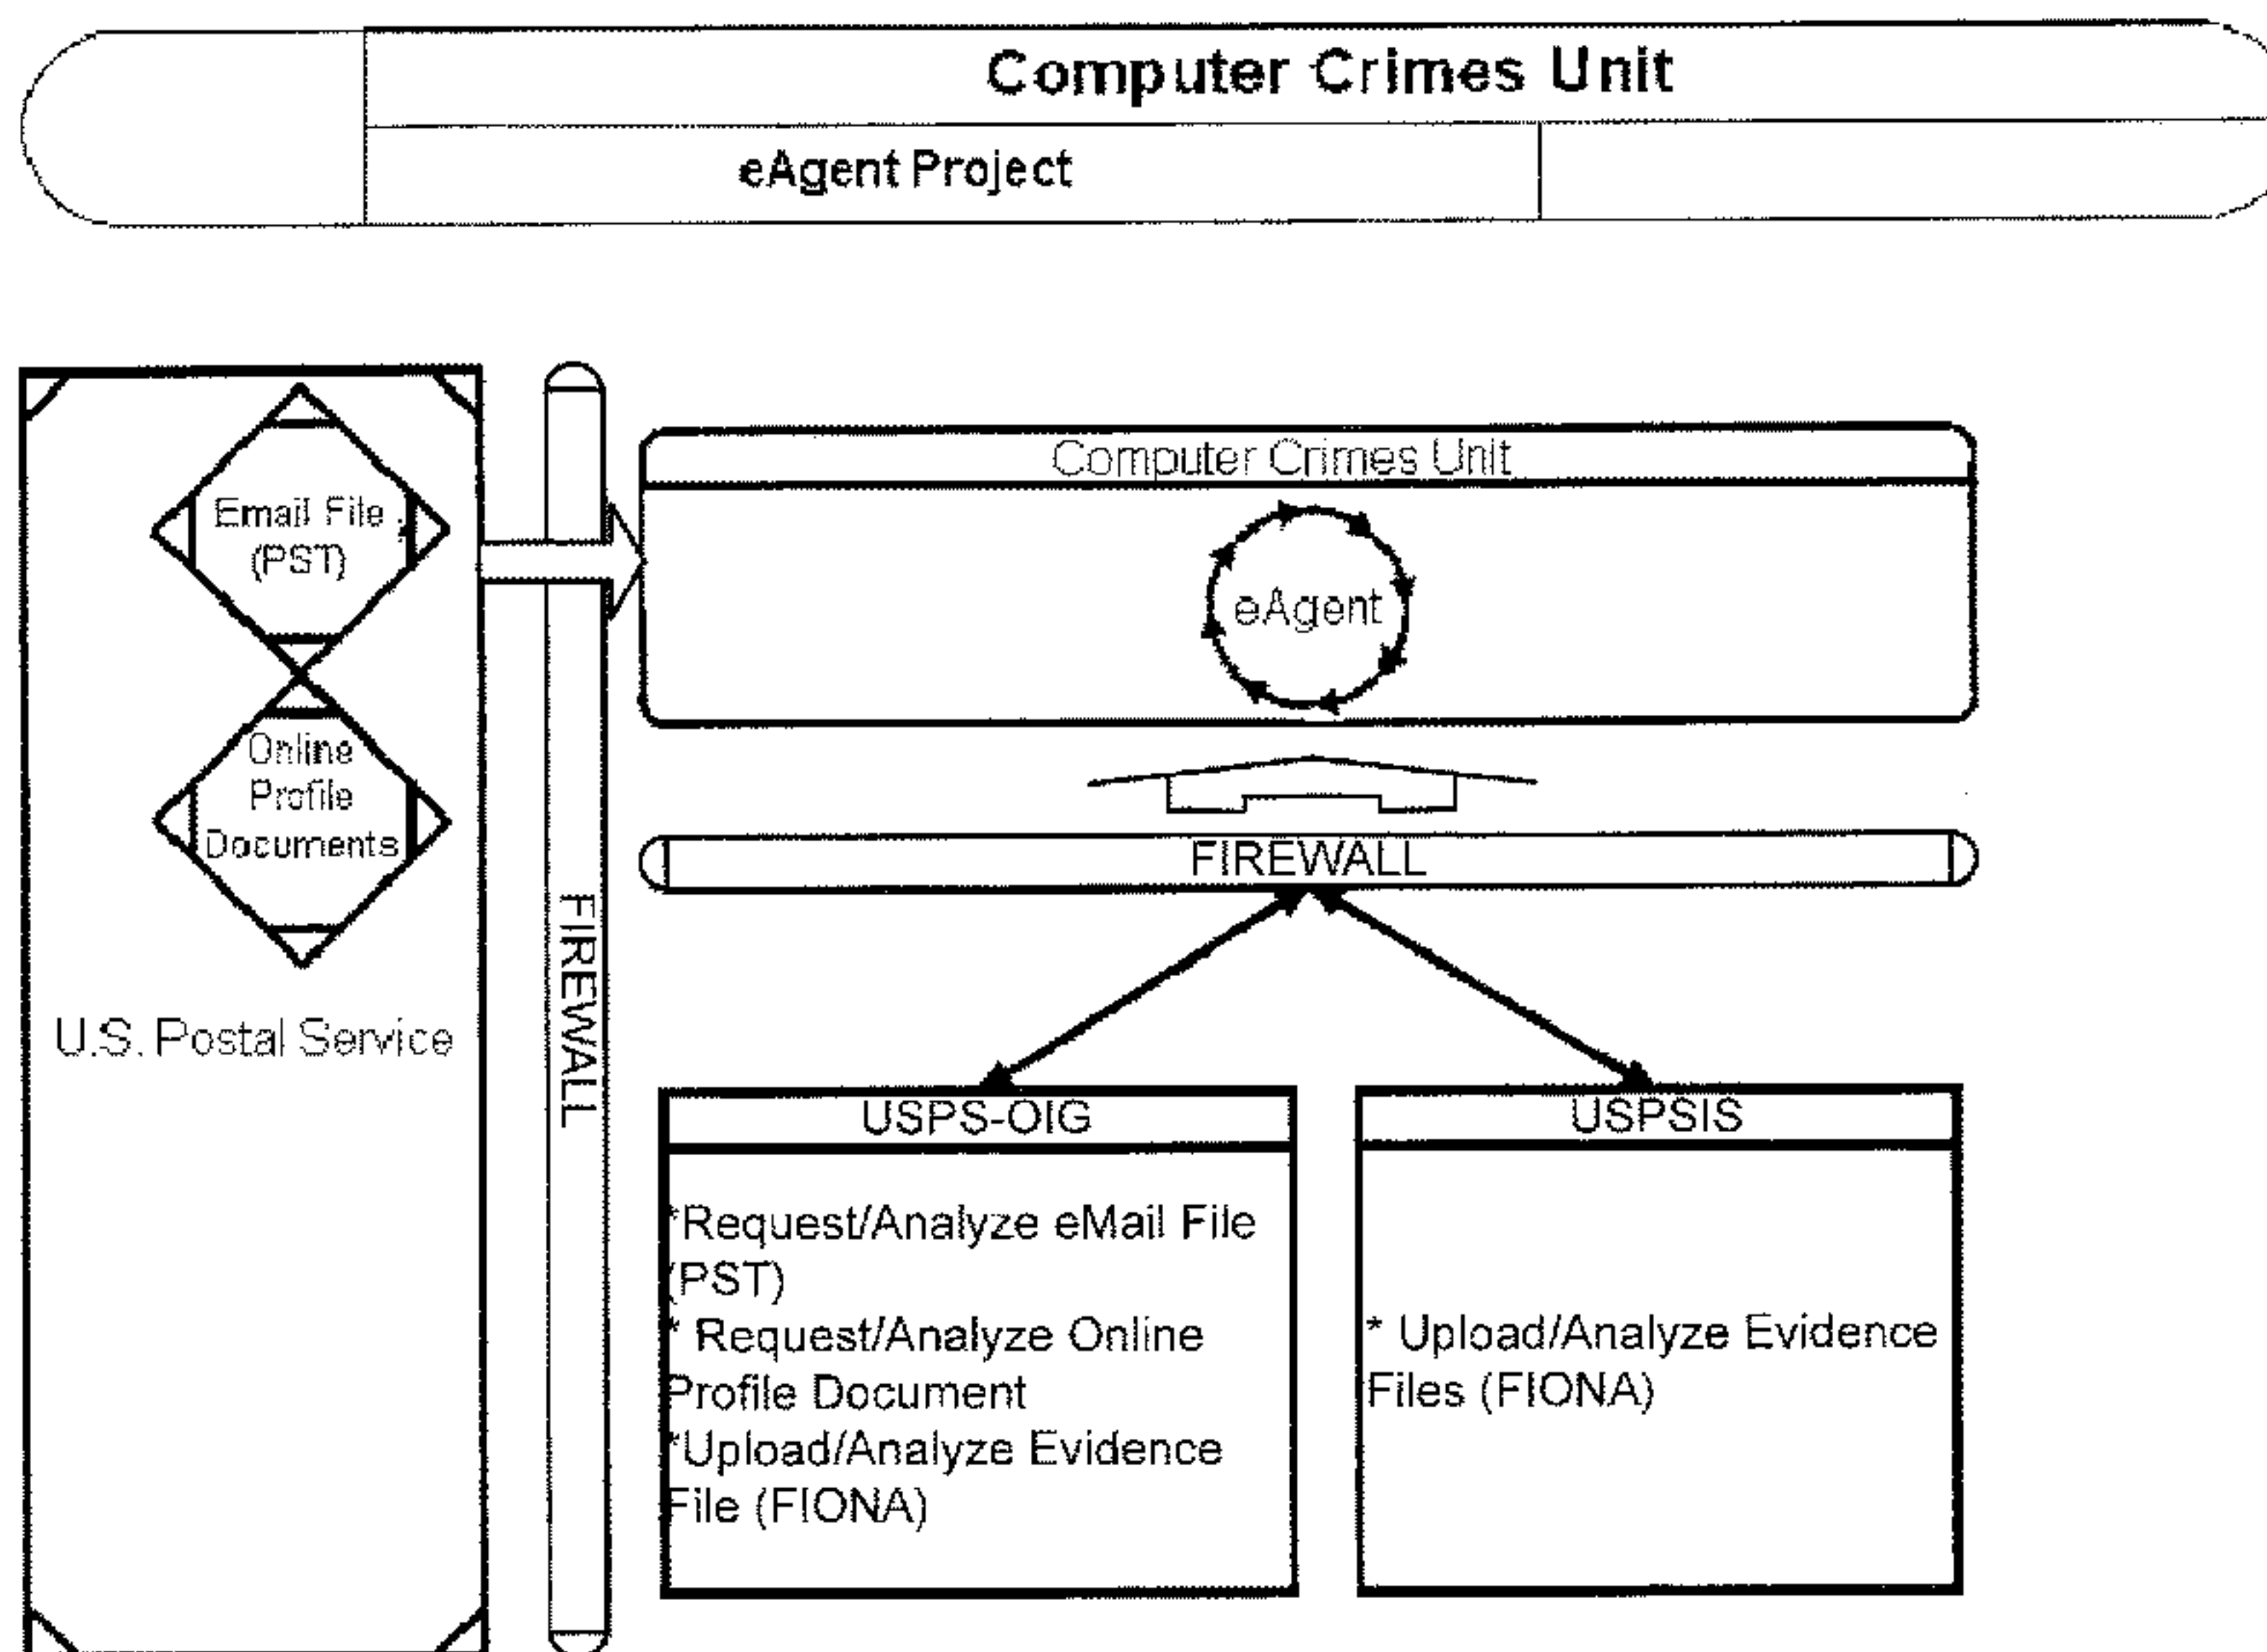 Computer Crimes Unit
eAgent Project
Email File
(PST)
Online
Profile
Documents
U.S. Postal Service
FIREWALL
Computer Crimes Unit
eAgent
FIREWALL
USPS-OIG
*Request/Analyze eMail File
(PST)
* Request/Analyze Online
Profile Document
*Upload/Analyze Evidence
File (FIONA)
USPSIS
* Upload/Analyze Evidence
Files (FIONA)